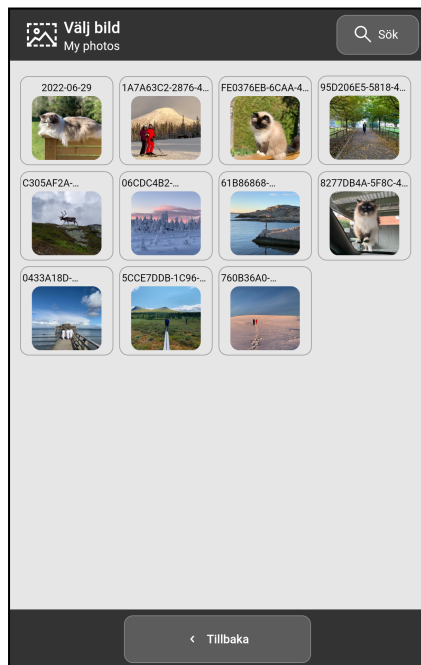 Välj bild
My photos
Sök
2022-06-29
1A7A63C2-2876-4...
FE0376EB-6CAA-4...
95D206E5-5818-4...
C305AF2A-...
06CDC4B2-...
61B86868-...
8277DB4A-5F8C-4...
0433A18D-...
5CCE7DDB-1C96-...
760B36A0-...
Tillbaka